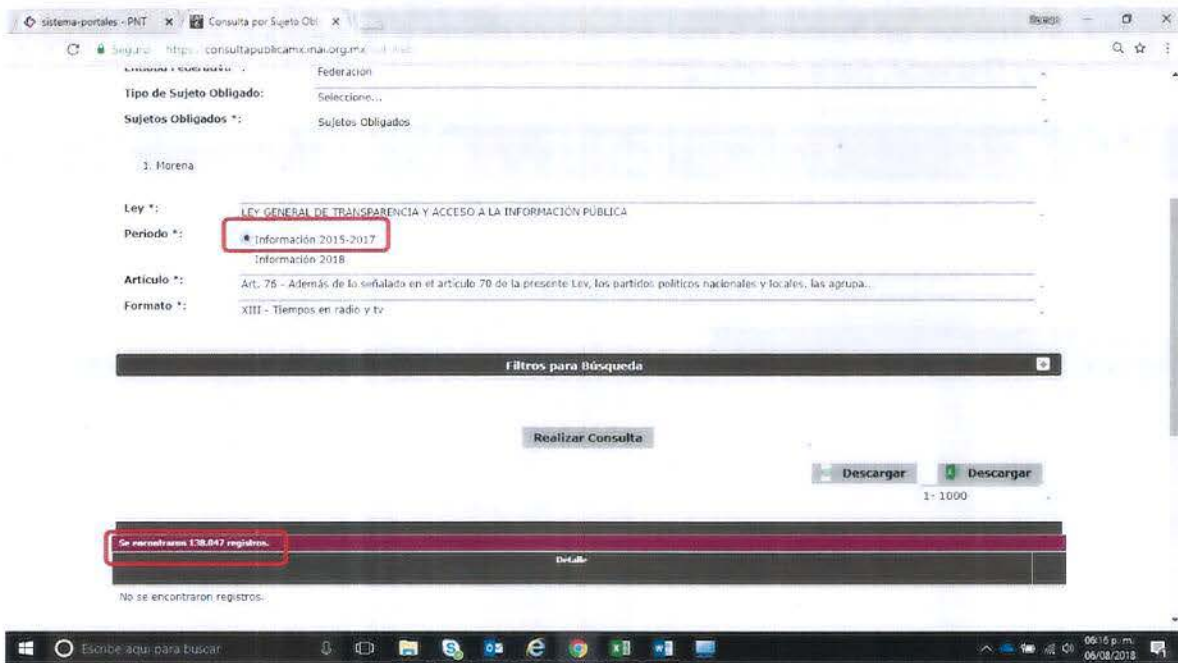 sistema-portales - PNT
Consulta por Sujeto Obl
consultapublicamx.inai.org.mx
Federación
Tipo de Sujeto Obligado: Seleccione...
Sujetos Obligados *: Sujetos Obligados
1. Morena
Ley *: LEY GENERAL DE TRANSPARENCIA Y ACCESO A LA INFORMACIÓN PÚBLICA
Periodo *: Información 2015-2017
Información 2018
Artículo *: Art. 76 - Además de lo señalado en el artículo 70 de la presente Ley, los partidos políticos nacionales y locales, las agrupa...
Formato *: XIII - Tiempos en radio y tv
Filtros para Búsqueda
Realizar Consulta
Descargar Descargar
1- 1000
Se encontraron 138,047 registros.
Detalle
No se encontraron registros.
Escribe aquí para buscar
06:16 p. m.
06/08/2018